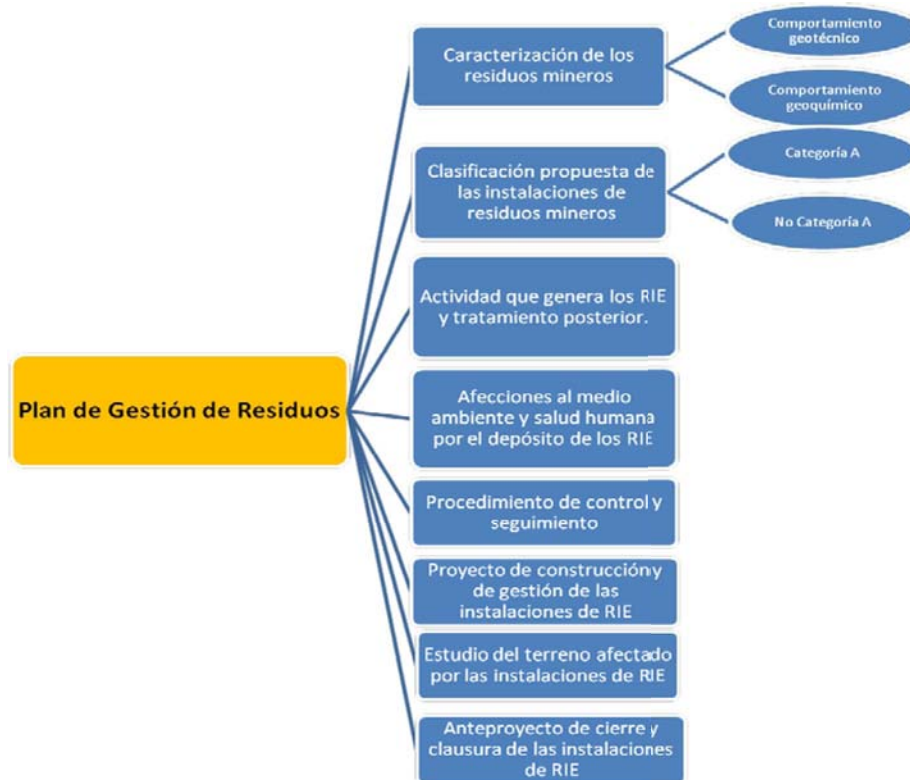 Comportamiento
geotécnico
Caracterización de los
residuos mineros
Comportamiento
geoquímico
Clasificación propuesta de
las instalaciones de
residuos mineros
Categoría A
No Categoría A
Actividad que genera los RIE
y tratamiento posterior.
Plan de Gestión de Residuos
Afecciones al medio
ambiente y salud humana
por el depósito de los RIE
Procedimiento de control y
seguimiento
Proyecto de construcción y
de gestión de las
instalaciones de RIE
Estudio del terreno afectado
por las instalaciones de RIE
Anteproyecto de cierre y
clausura de las instalaciones
de RIE